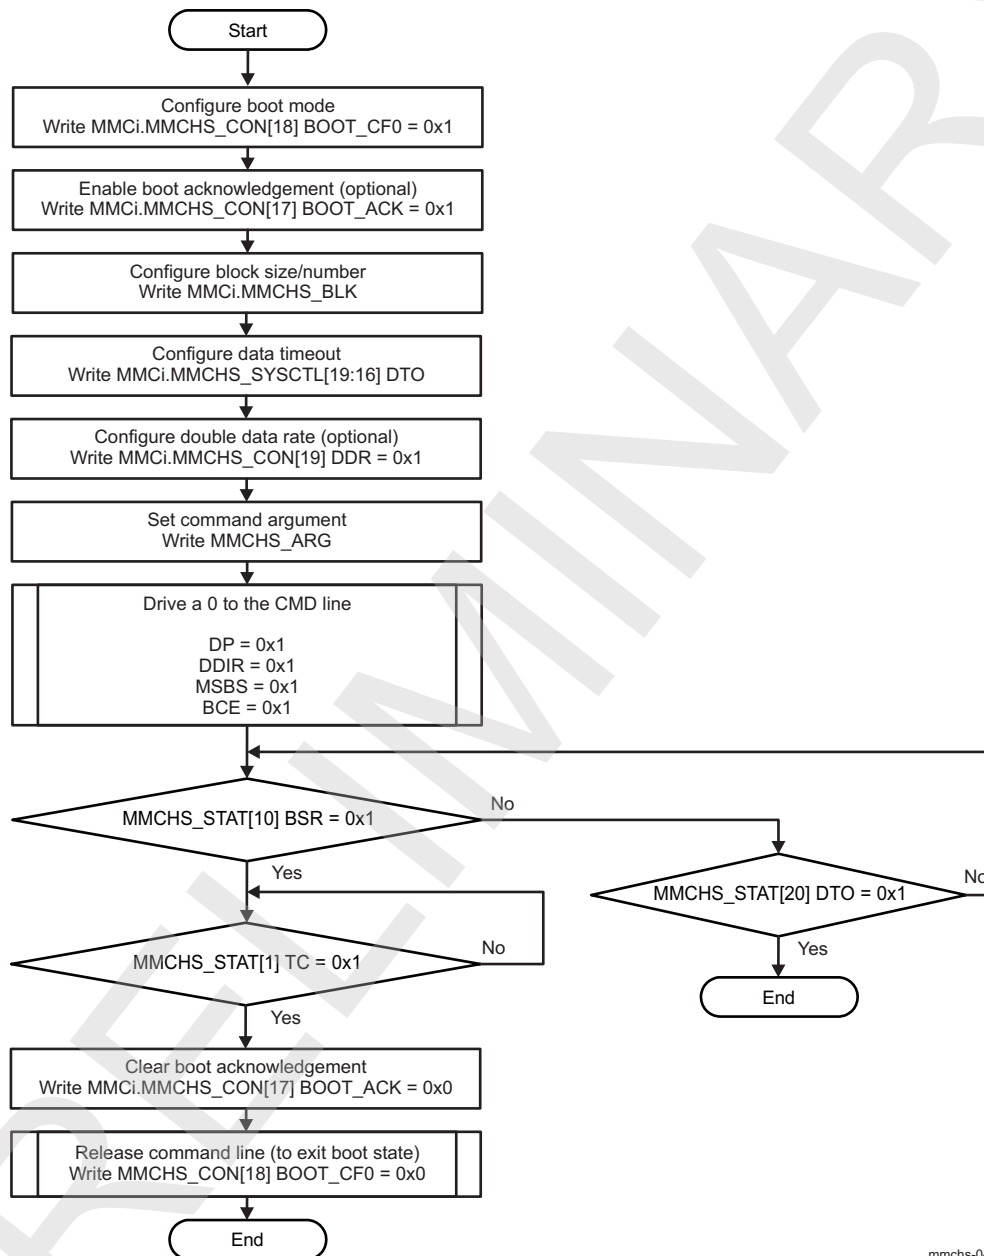 Start
Configure boot mode
Write MMCi.MMCHS_CON[18] BOOT_CF0 = 0x1
Enable boot acknowledgement (optional)
Write MMCi.MMCHS_CON[17] BOOT_ACK = 0x1
Configure block size/number
Write MMCi.MMCHS_BLK
Configure data timeout
Write MMCi.MMCHS_SYSCTL[19:16] DTO
Configure double data rate (optional)
Write MMCi.MMCHS_CON[19] DDR = 0x1
Set command argument
Write MMCHS_ARG
Drive a 0 to the CMD line
DP = 0x1
DDIR = 0x1
MSBS = 0x1
BCE = 0x1
MMCHS_STAT[10] BSR = 0x1
No
Yes
MMCHS_STAT[20] DTO = 0x1
No
Yes
End
MMCHS_STAT[1] TC = 0x1
No
Yes
Clear boot acknowledgement
Write MMCi.MMCHS_CON[17] BOOT_ACK = 0x0
Release command line (to exit boot state)
Write MMCHS_CON[18] BOOT_CF0 = 0x0
End